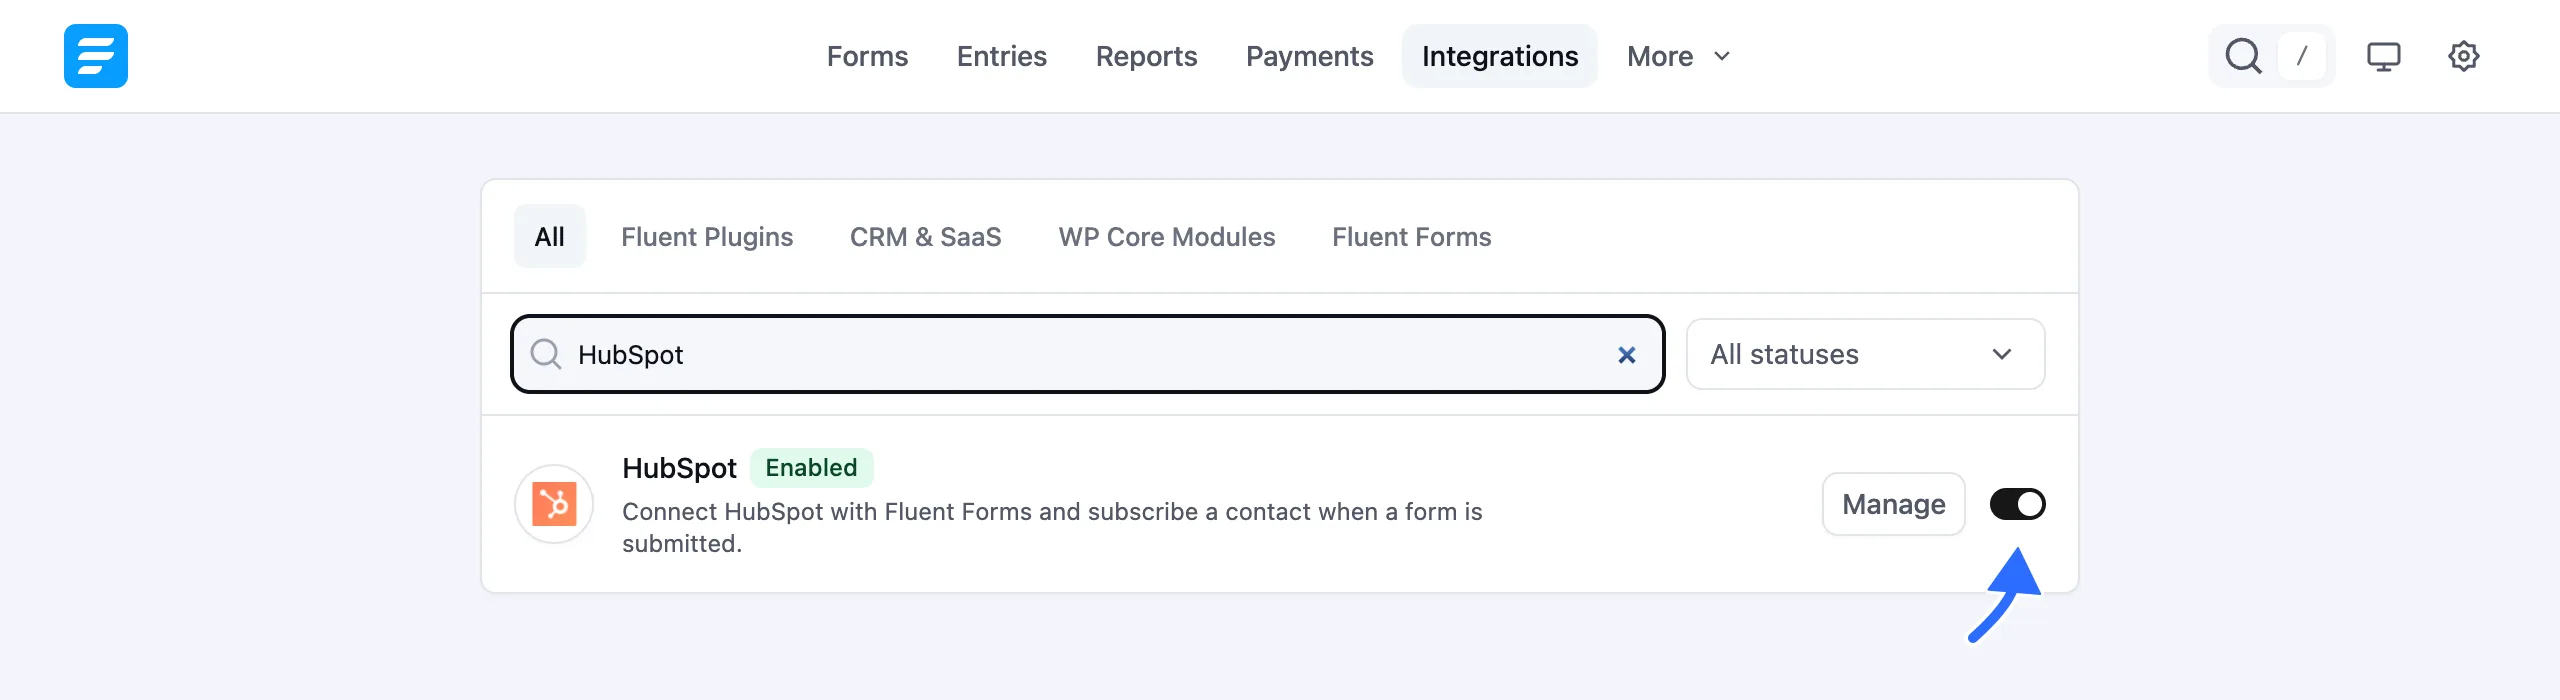 Forms Entries Reports Payments Integrations More /
All Fluent Plugins CRM & SaaS WP Core Modules Fluent Forms
HubSpot All statuses
HubSpot Enabled
Connect HubSpot with Fluent Forms and subscribe a contact when a form is
submitted.
Manage